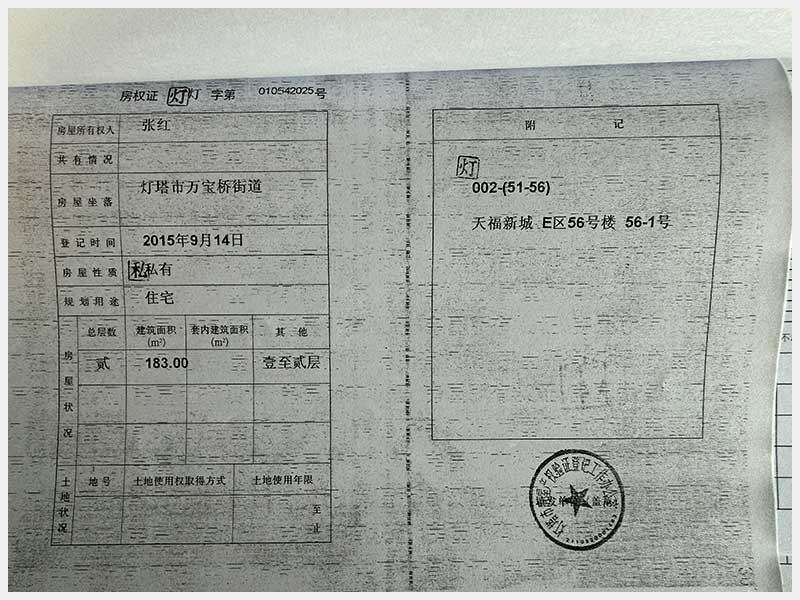 房权证 灯灯 字第 010542025号
房屋所有权人 张红
共有情况
房屋坐落 灯塔市万宝桥街道
登记时间 2015年9月14日
房屋性质 私私有
规划用途 住宅
房屋状况
总层数 建筑面积(m²) 套内建筑面积(m²) 其他
贰 183.00 壹至贰层
土地状况
地号 土地使用权取得方式 土地使用年限
至
止
附记
灯
002-(51-56)
天福新城 E区56号楼 56-1号